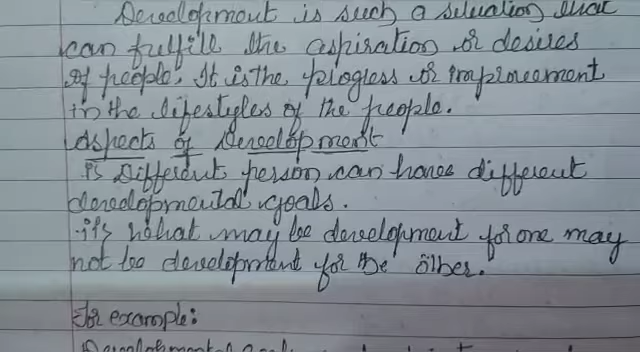 Development is such a situation that
can fulfill the aspiration or desires
of people. It is the progress or improvement
in the lifestyles of the people.
Aspects of Development
i> Different person can have different
developmental goals.
ii> What may be development for one may
not be development for the other.
For example:
Developmental